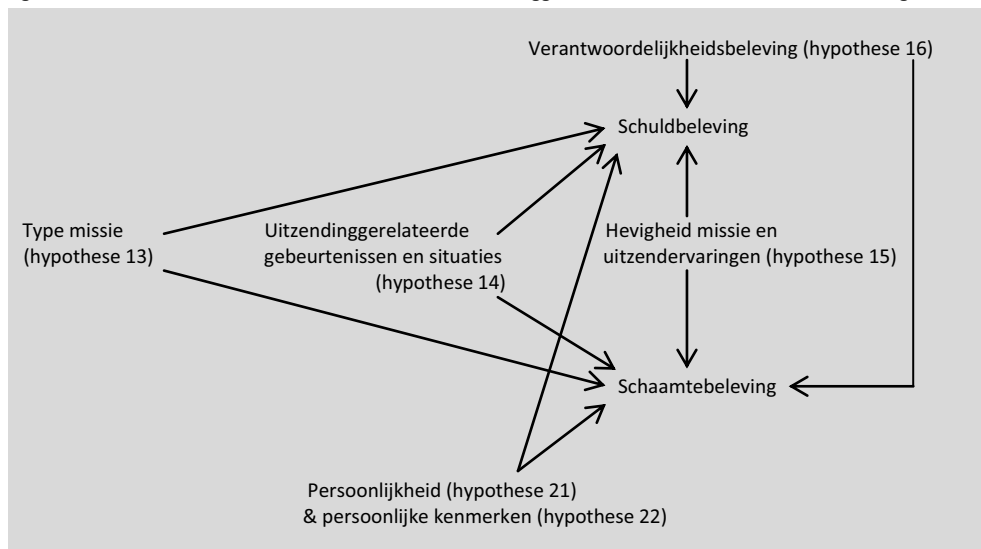 Verantwoordelijkheidsbeleving (hypothese 16)
Schuldbeleving
Type missie
(hypothese 13)
Uitzendinggerelateerde
gebeurtenissen en situaties
(hypothese 14)
Hevigheid missie en
uitzendervaringen (hypothese 15)
Schaamtebeleving
Persoonlijkheid (hypothese 21)
& persoonlijke kenmerken (hypothese 22)